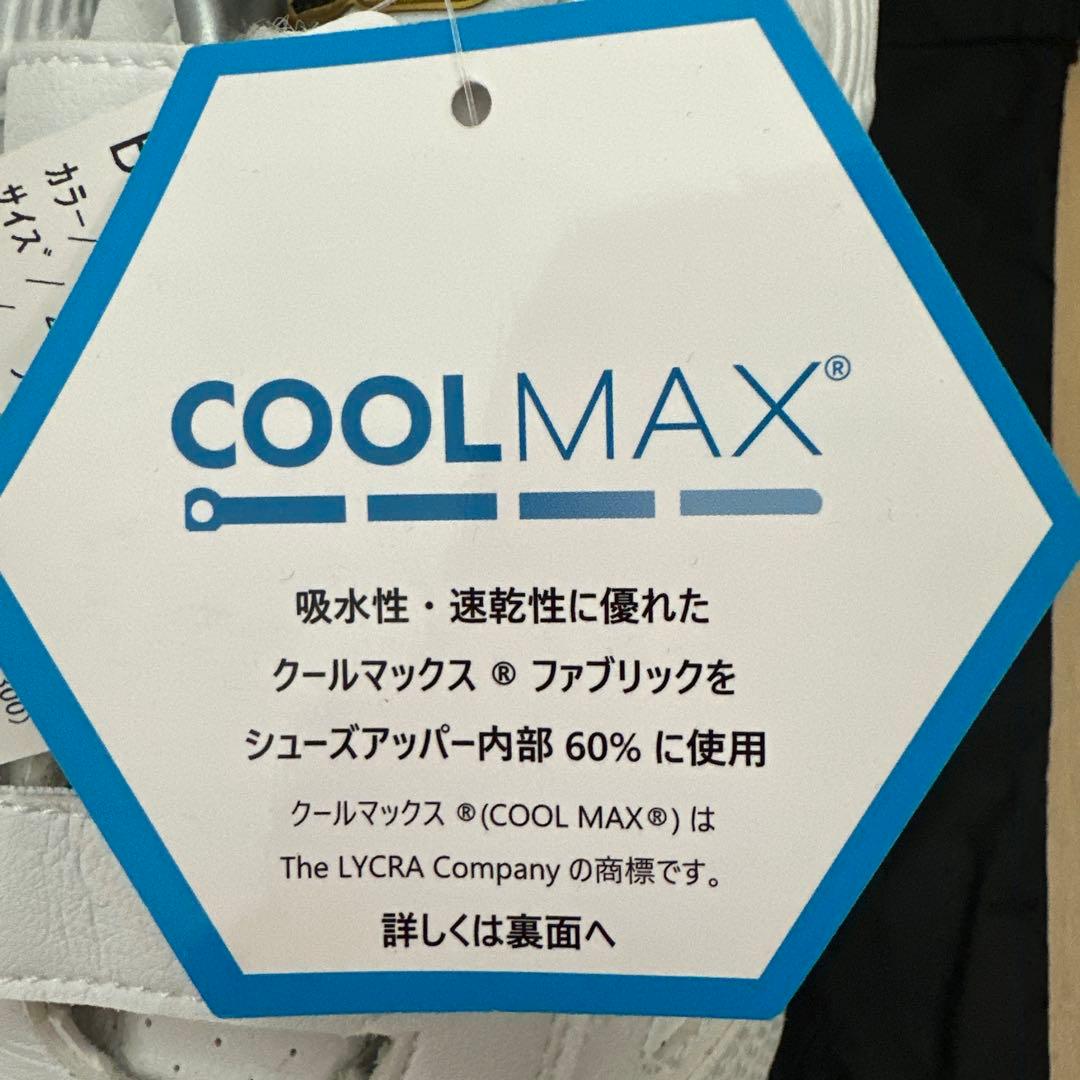 カラー/
サイズ/
COOLMAX®
吸水性・速乾性に優れた
クールマックス ® ファブリックを
シューズアッパー内部 60% に使用
クールマックス ®(COOL MAX®) は
The LYCRA Company の商標です。
詳しくは裏面へ